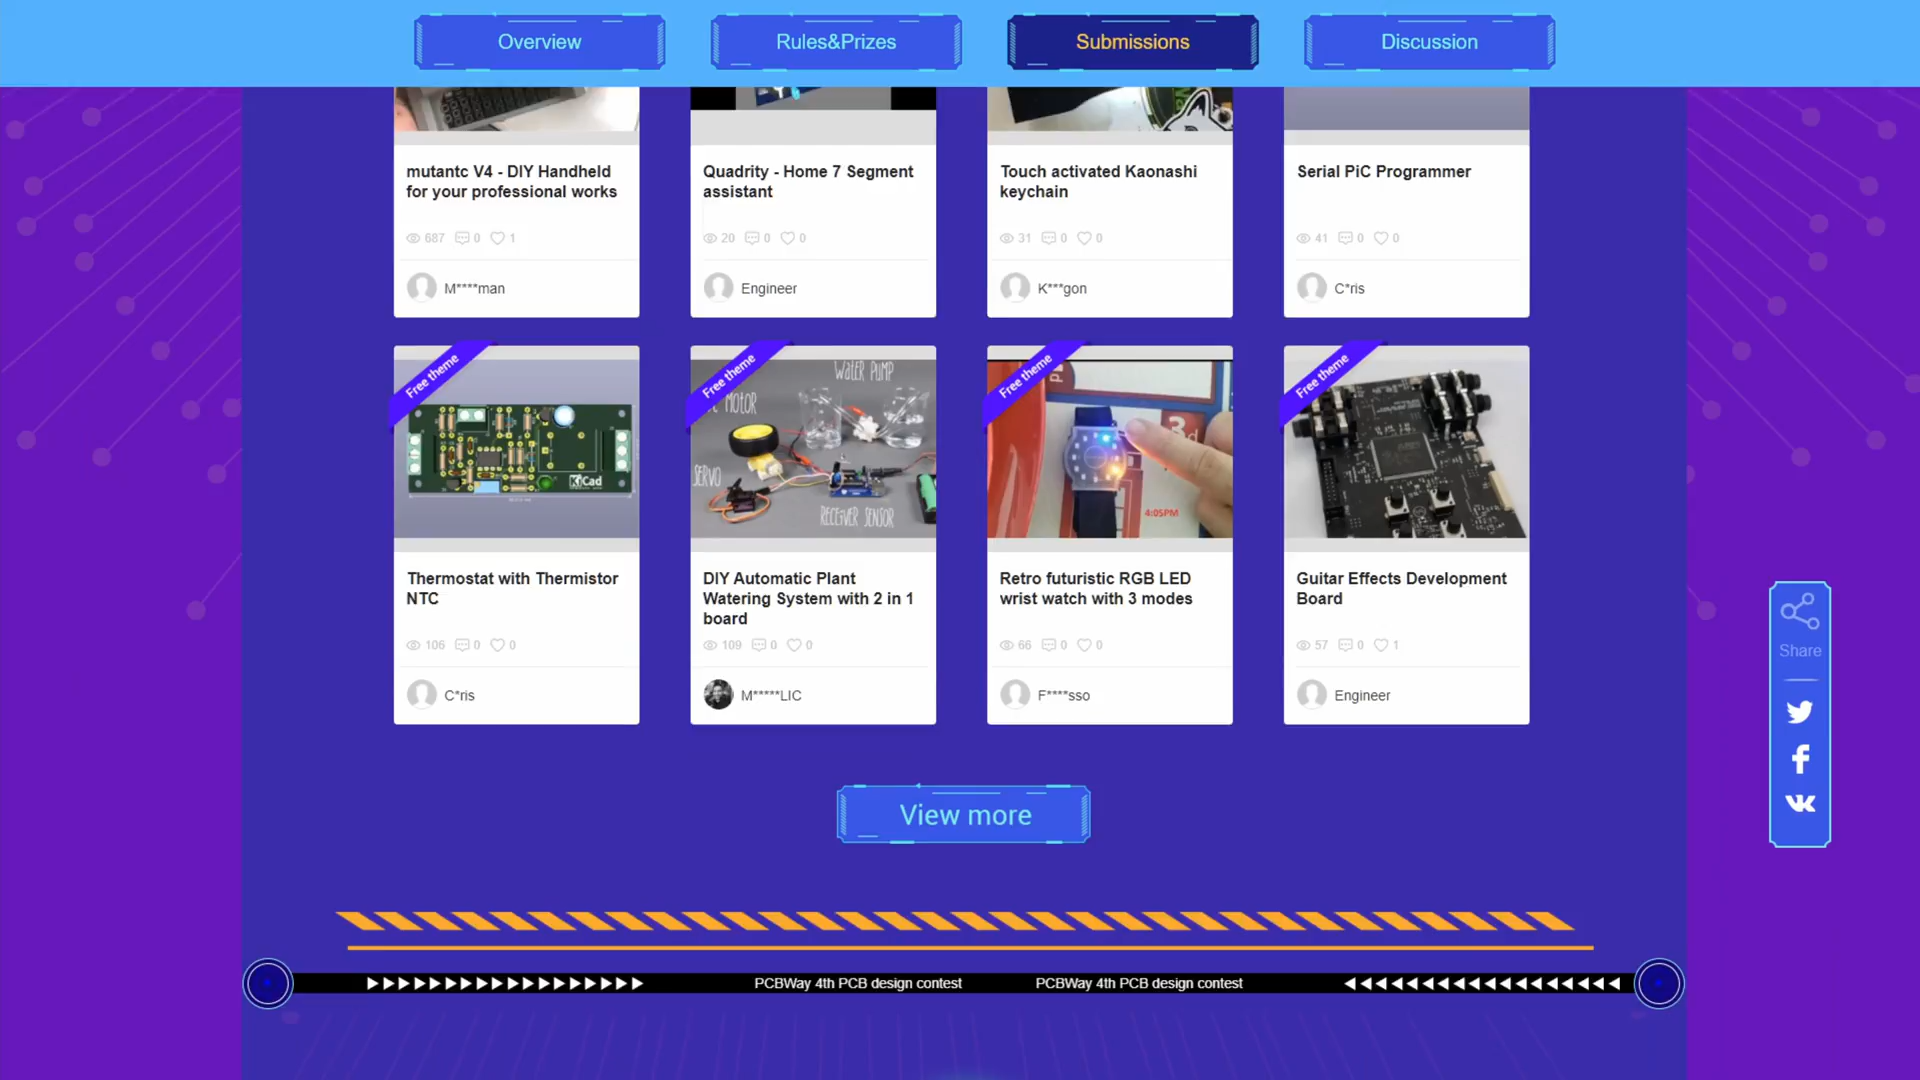 Overview
Rules&Prizes
Submissions
Discussion
mutantc V4 - DIY Handheld
for your professional works
687 0 1
M****man
Quadrity - Home 7 Segment
assistant
20 0 0
Engineer
Touch activated Kaonashi
keychain
31 0 0
K***gon
Serial PiC Programmer
41 0 0
C*ris
Free theme
KiCad
Thermostat with Thermistor
NTC
106 0 0
C*ris
Free theme
WATER PUMP
MOTOR
SERVO
RECEIVER SENSOR
DIY Automatic Plant
Watering System with 2 in 1
board
109 0 0
M*****LIC
Free theme
3rd
4:05PM
Retro futuristic RGB LED
wrist watch with 3 modes
66 0 0
F****sso
Free theme
Guitar Effects Development
Board
57 0 1
Engineer
Share
View more
PCBWay 4th PCB design contest
PCBWay 4th PCB design contest